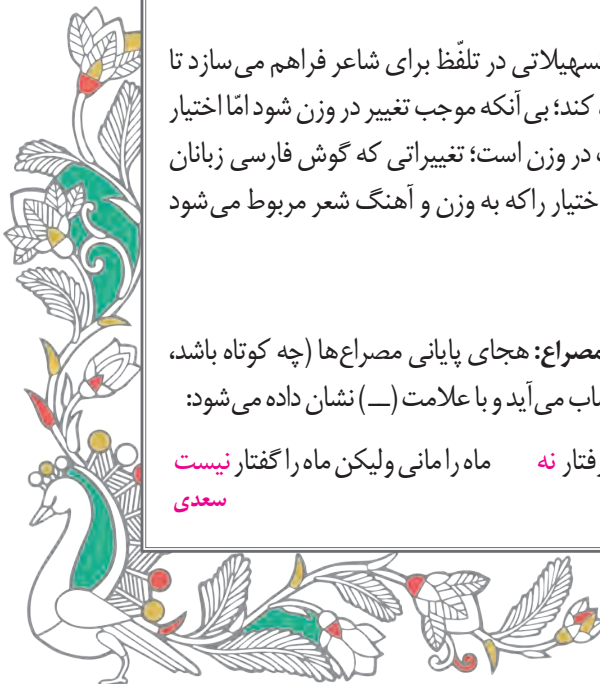 سهیلاتی در تلفّظ برای شاعر فراهم می‌سازد تا
کند؛ بی‌آنکه موجب تغییر در وزن شود امّا اختیار
در وزن است؛ تغییراتی که گوش فارسی زبانان
ختیار را که به وزن و آهنگ شعر مربوط می‌شود
مصراع: هجای پایانی مصراع‌ها (چه کوتاه باشد،
اب می‌آید و با علامت (ــ) نشان داده می‌شود:
فتار نه ماه را مانی ولیکن ماه را گفتار نیست
سعدی